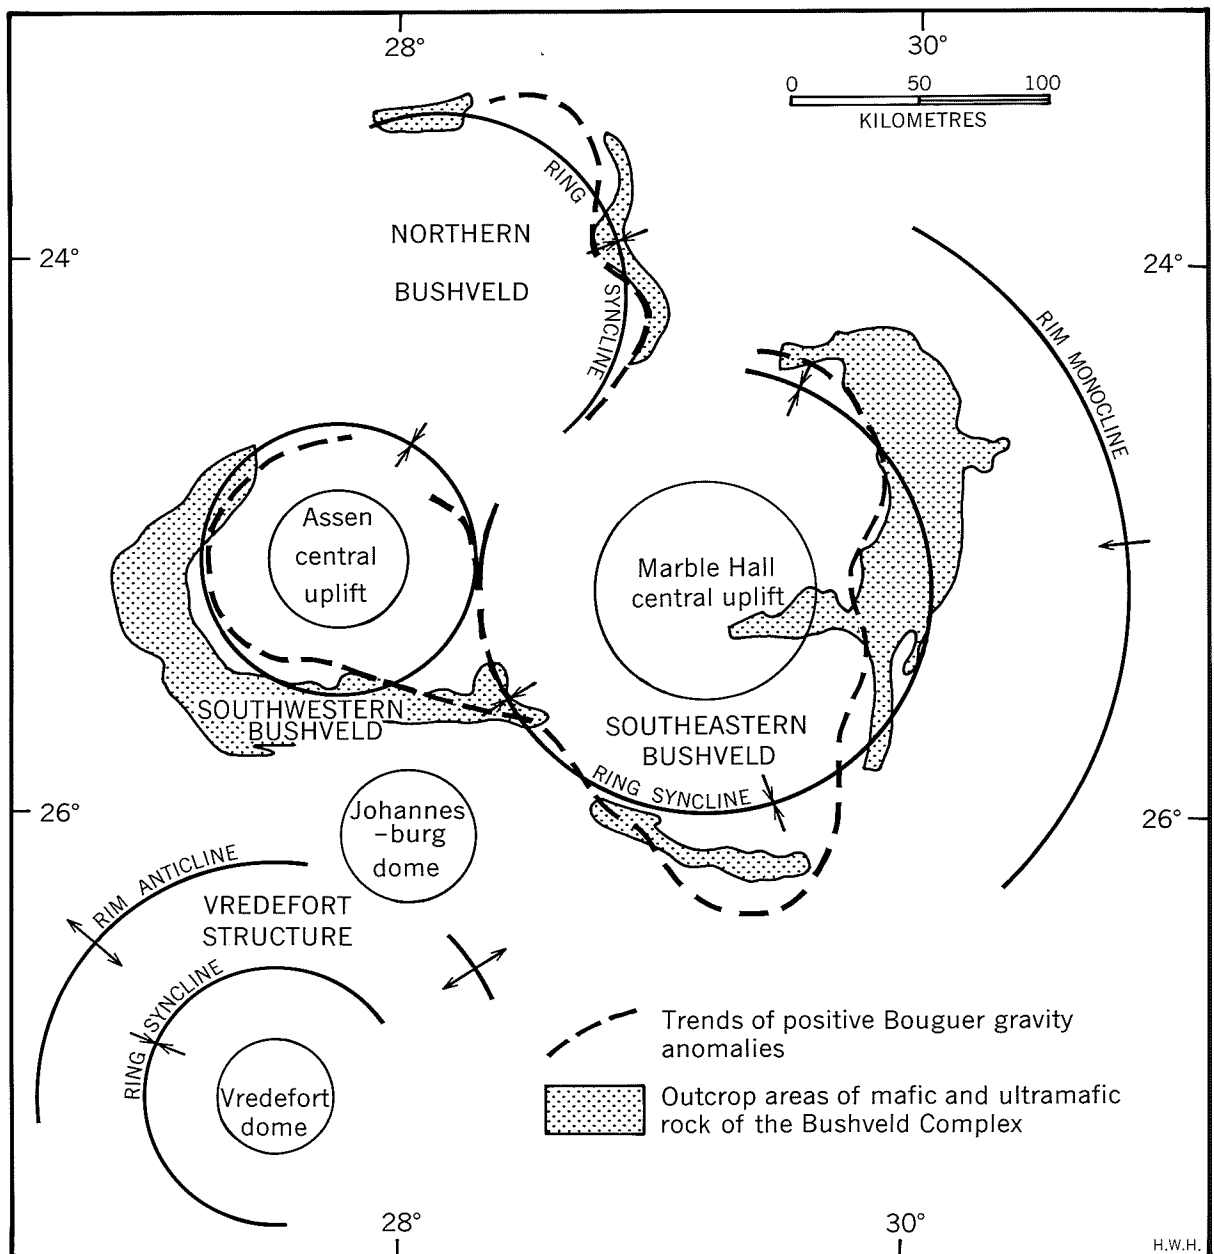 28°
30°
0 50 100
KILOMETRES
RING
SYNCLINE
NORTHERN
BUSHVELD
24°
24°
RIM MONOCLINE
Assen
central
uplift
Marble Hall
central uplift
SOUTHWESTERN
BUSHVELD
SOUTHEASTERN
BUSHVELD
RING SYNCLINE
26°
26°
Johannes
-burg
dome
RIM ANTICLINE
VREDEFORT
STRUCTURE
RING SYNCLINE
Vredefort
dome
Trends of positive Bouguer gravity
anomalies
Outcrop areas of mafic and ultramafic
rock of the Bushveld Complex
28°
30°
H.W.H.